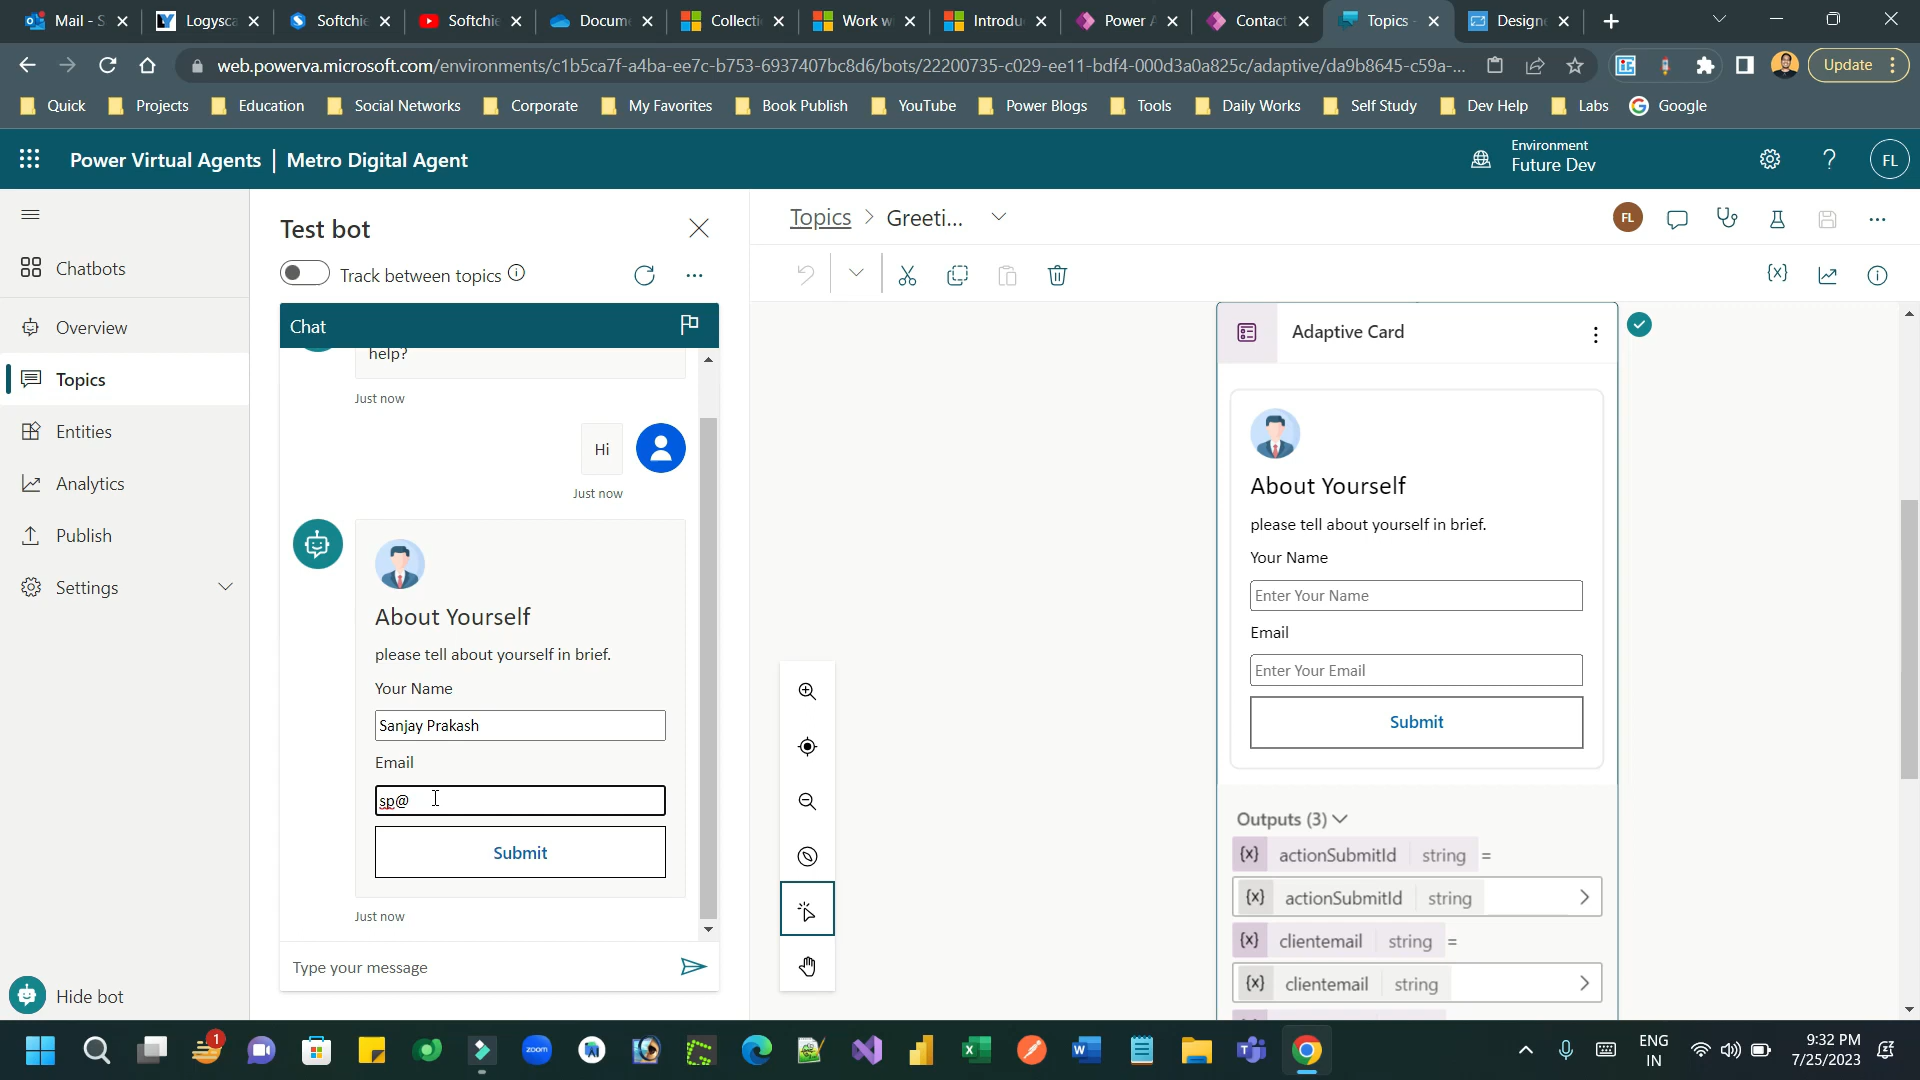 Mail - S
Logysca
Softchie
Softchie
Docum
Collecti
Work w
Introdu
Power A
Contac
Topics -
Design
web.powerva.microsoft.com/environments/c1b5ca7f-a4ba-ee7c-b753-6937407bc8d6/bots/22200735-c029-ee11-bdf4-000d3a0a825c/adaptive/da9b8645-c59a-...
Update
Quick
Projects
Education
Social Networks
Corporate
My Favorites
Book Publish
YouTube
Power Blogs
Tools
Daily Works
Self Study
Dev Help
Labs
Google
Power Virtual Agents | Metro Digital Agent
Environment
Future Dev
FL
Chatbots
Overview
Topics
Entities
Analytics
Publish
Settings
Hide bot
Test bot
Track between topics
Chat
help?
Just now
Hi
Just now
About Yourself
please tell about yourself in brief.
Your Name
Sanjay Prakash
Email
sp@
Submit
Just now
Type your message
Topics > Greeti...
FL
Adaptive Card
About Yourself
please tell about yourself in brief.
Your Name
Enter Your Name
Email
Enter Your Email
Submit
Outputs (3)
{x} actionSubmitId string =
{x} actionSubmitId string
{x} clientemail string =
{x} clientemail string
1
zoom
ENG
IN
9:32 PM
7/25/2023